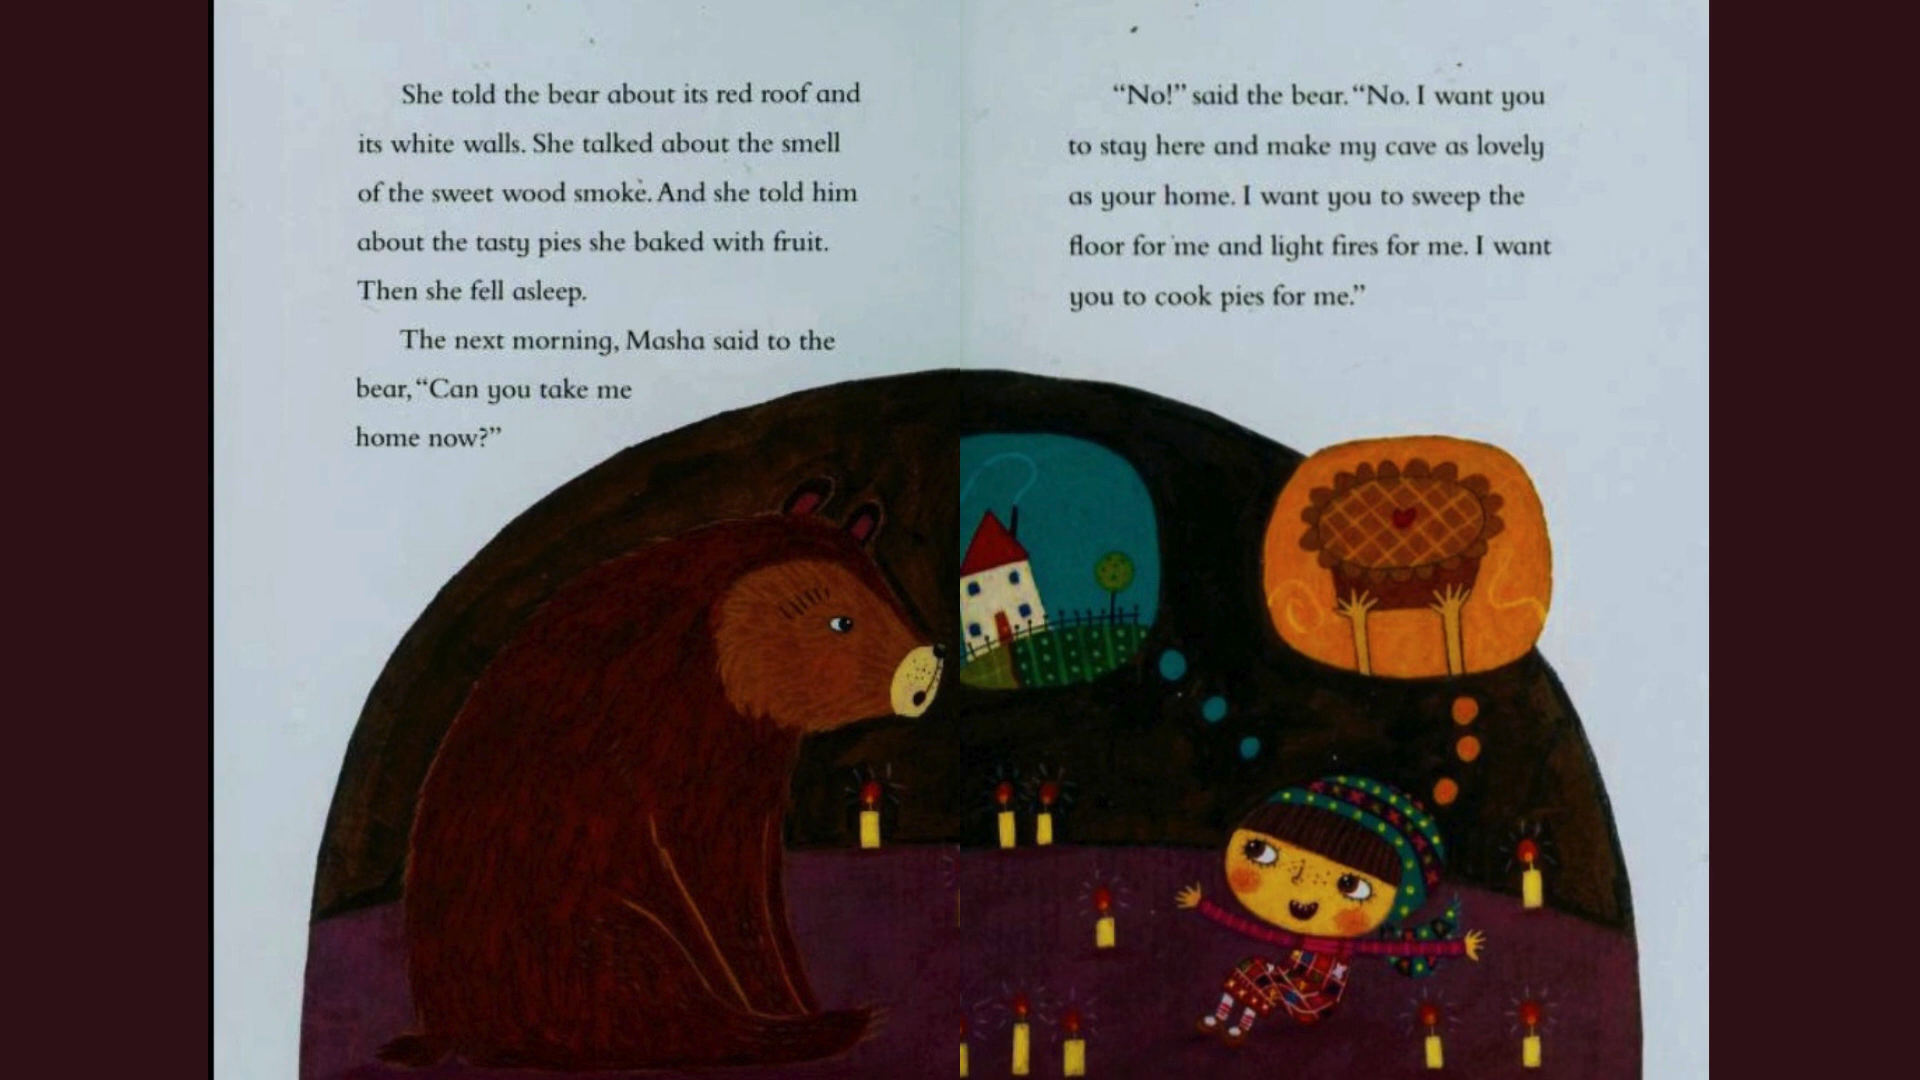 She told the bear about its red roof and
its white walls. She talked about the smell
of the sweet wood smoke. And she told him
about the tasty pies she baked with fruit.
Then she fell asleep.
The next morning, Masha said to the
bear, “Can you take me
home now?”
“No!” said the bear. “No. I want you
to stay here and make my cave as lovely
as your home. I want you to sweep the
floor for me and light fires for me. I want
you to cook pies for me.”